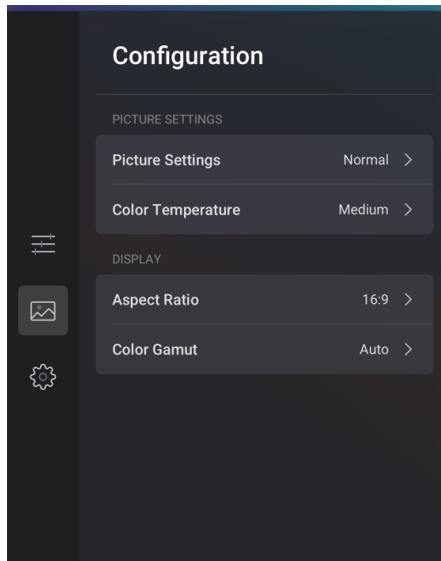 Configuration
PICTURE SETTINGS
Picture Settings Normal
Color Temperature Medium
DISPLAY
Aspect Ratio 16:9
Color Gamut Auto